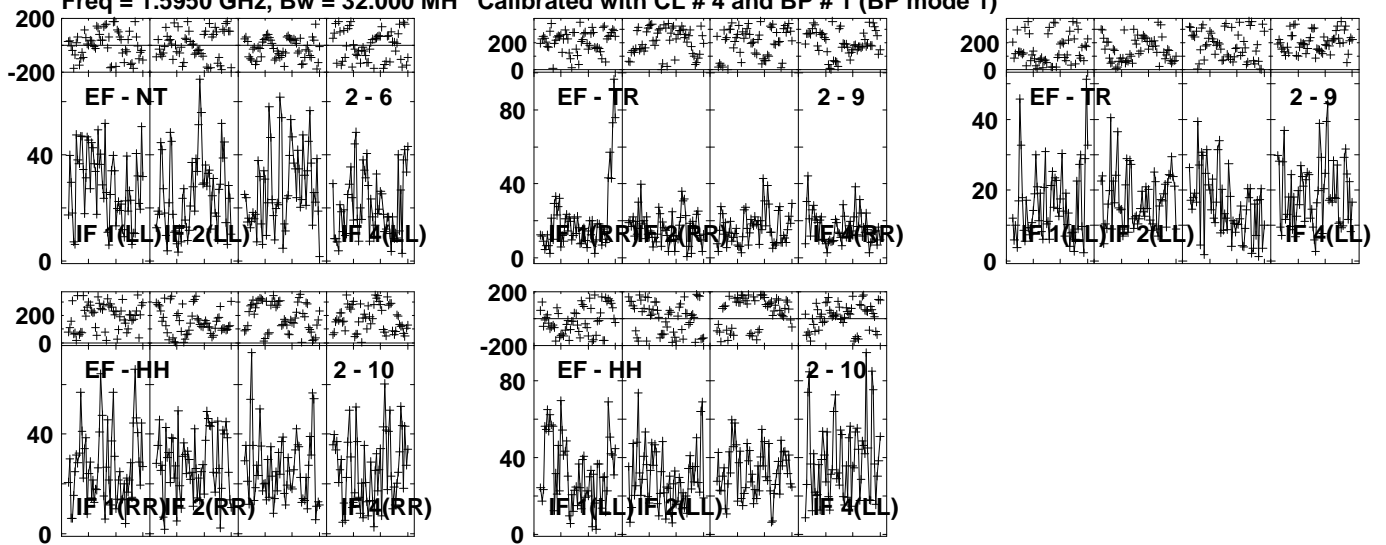 Freq = 1.5950 GHz, Bw = 32.000 MH Calibrated with CL # 4 and BP # 1 (BP mode 1)
200
-200
EF - NT 2 - 6
40
0
IF 1(LL) IF 2(LL) IF 4(LL)
200
0
EF - TR 2 - 9
80
40
0
IF 1(RR) IF 2(RR) IF 4(RR)
200
0
EF - TR 2 - 9
40
20
0
IF 1(LL) IF 2(LL) IF 4(LL)
200
0
EF - HH 2 - 10
40
0
IF 1(RR) IF 2(RR) IF 4(RR)
200
-200
EF - HH 2 - 10
80
40
0
IF 1(LL) IF 2(LL) IF 4(LL)